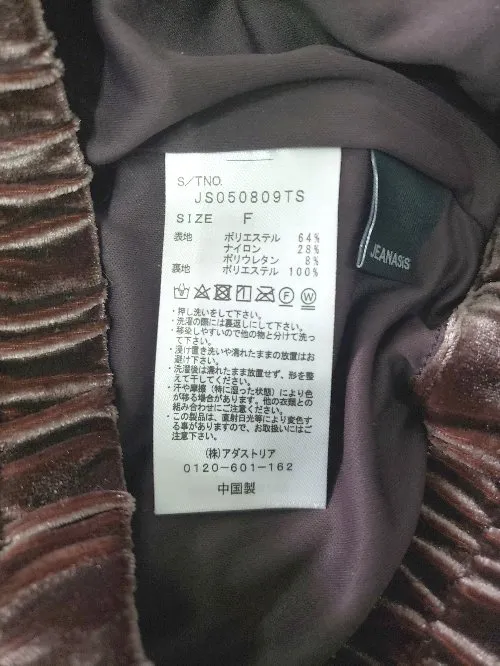 S/TNO.
JS050809TS
SIZE F
表地 ポリエステル 64%
ナイロン 28%
ポリウレタン 8%
裏地 ポリエステル 100%
・押し洗いをして下さい。
・洗濯の際には裏返しにして下さい。
・移染しやすいので他の物と分けて洗っ
て下さい。
・浸け置き洗いや濡れたままの放置はお
避け下さい。
・洗濯後は濡れたまま放置せず、形を整
えて干してください。
・汗や摩擦（特に湿った状態）により色
が移る場合があります。他の衣類との
組み合わせにご注意ください。
・この製品は、直射日光等により変色す
る事がありますので、お取扱いにはご
注意下さい。
(株)アダストリア
0120-601-162
中国製
JEANASIS